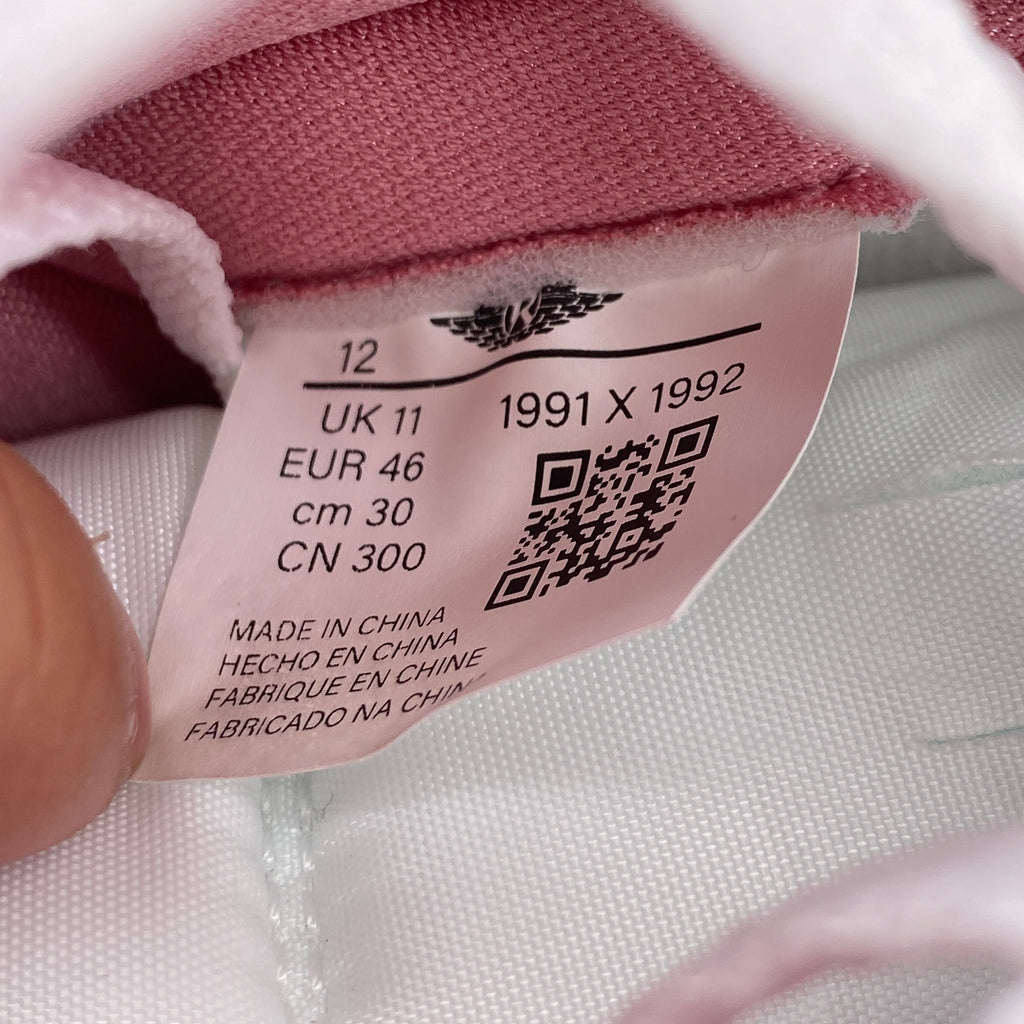 12
1991 X 1992
UK 11
EUR 46
cm 30
CN 300
MADE IN CHINA
HECHO EN CHINA
FABRIQUE EN CHINE
FABRICADO NA CHINA